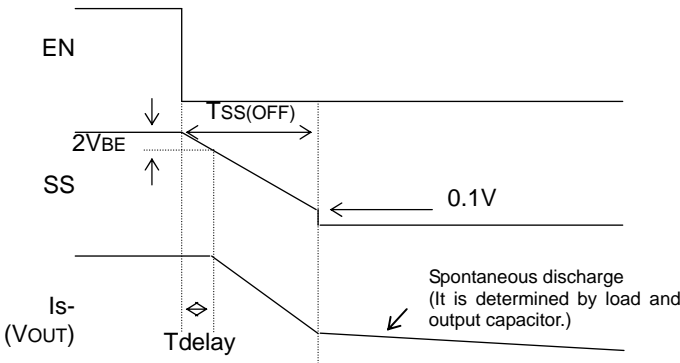 EN
TSS(OFF)
2VBE
SS
0.1V
Spontaneous discharge
(It is determined by load and
output capacitor.)
Is-
(VOUT)
Tdelay